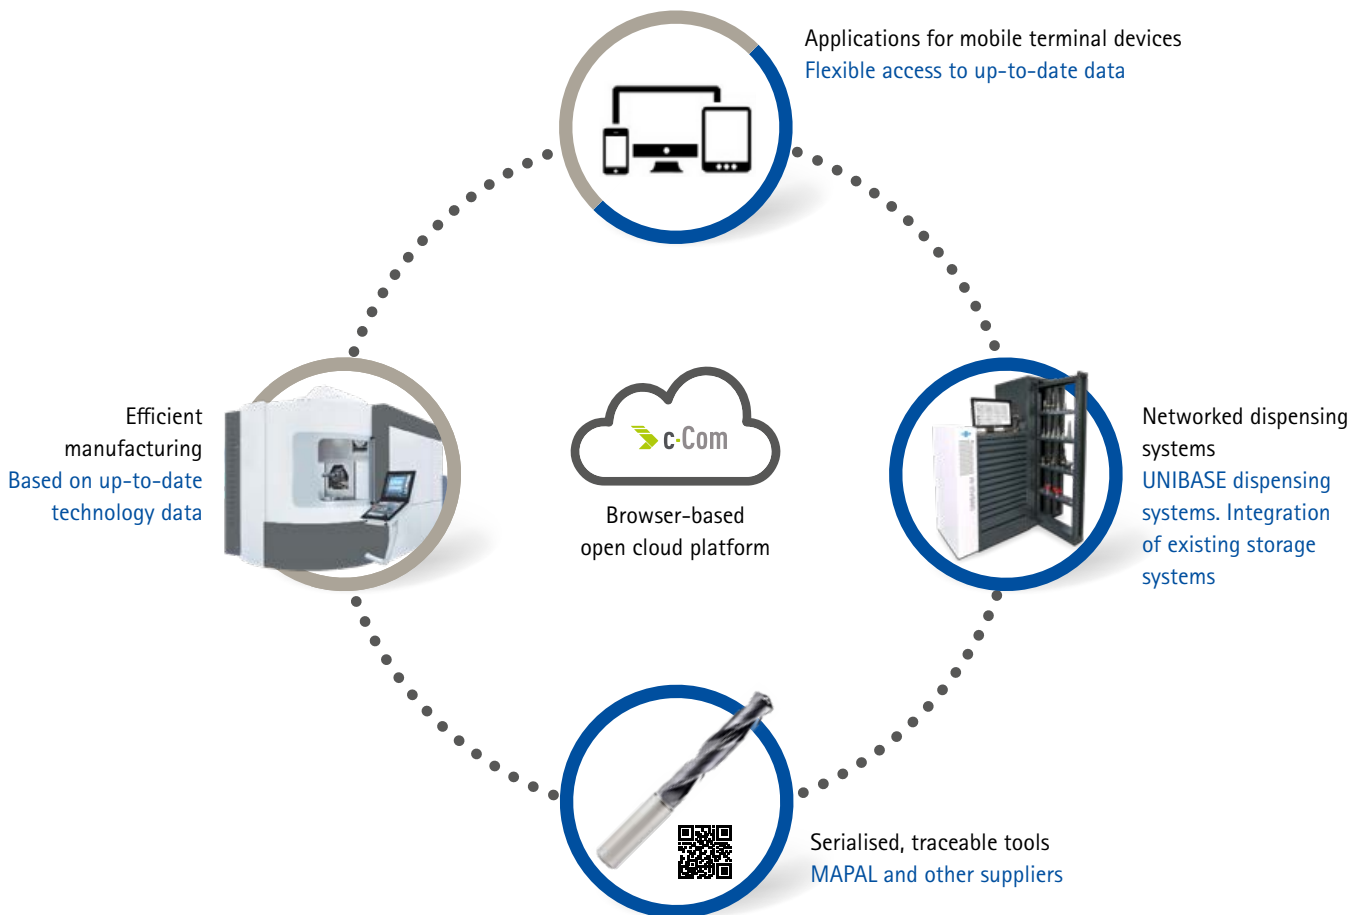 Applications for mobile terminal devices
Flexible access to up-to-date data
Efficient
manufacturing
Based on up-to-date
technology data
c-Com
Browser-based
open cloud platform
Networked dispensing
systems
UNIBASE dispensing
systems. Integration
of existing storage
systems
Serialised, traceable tools
MAPAL and other suppliers